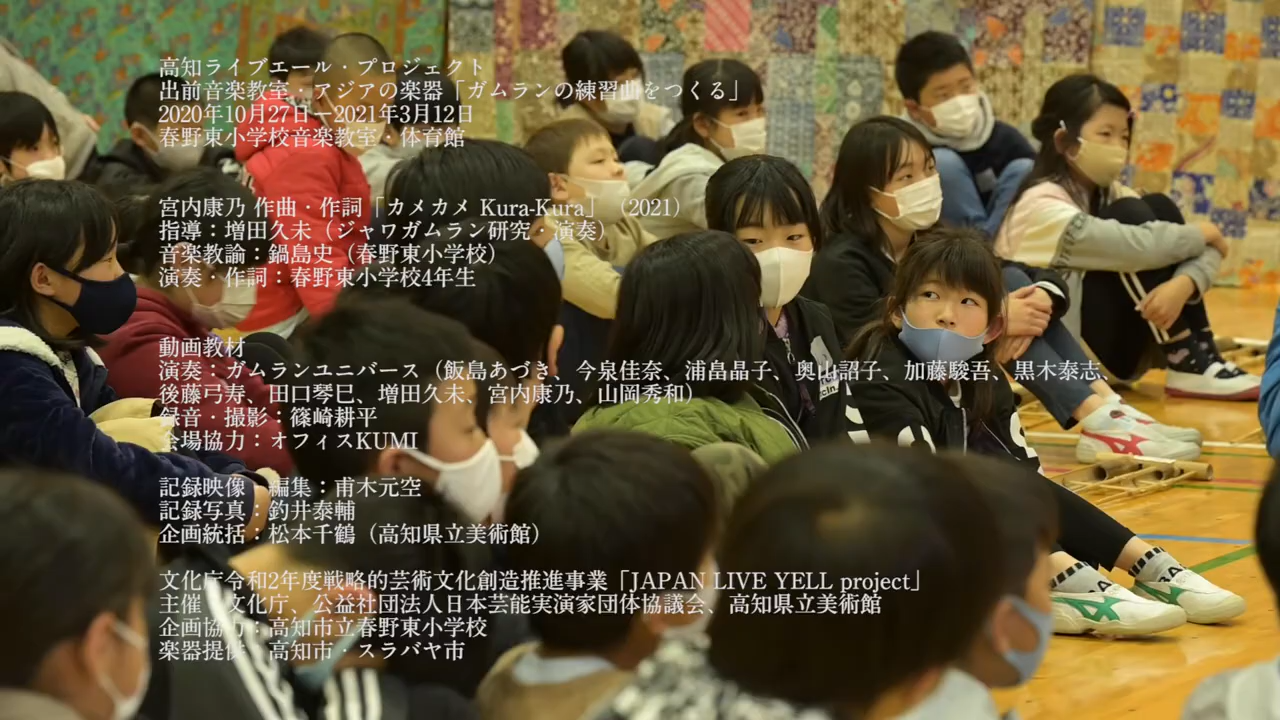 高知ライブエール・プロジェクト
出前音楽教室・アジアの楽器「ガムランの練習曲をつくる」
2020年10月27日－2021年3月12日
春野東小学校音楽教室・体育館
宮内康乃 作曲・作詞「カメカメ Kura-Kura」（2021）
指導：増田久未（ジャワガムラン研究・演奏）
音楽教諭：鍋島史（春野東小学校）
演奏・作詞：春野東小学校4年生
動画教材
演奏：ガムランユニバース（飯島あづき、今泉佳奈、浦畠晶子、奥山詔子、加藤駿吾、黒木泰志、
後藤弓寿、田口琴巳、増田久未、宮内康乃、山岡秀和）
録音・撮影：篠崎耕平
会場協力：オフィスKUMI
記録映像・編集：甫木元空
記録写真：釣井泰輔
企画統括：松本千鶴（高知県立美術館）
文化庁令和2年度戦略的芸術文化創造推進事業「JAPAN LIVE YELL project」
主催：文化庁、公益社団法人日本芸能実演家団体協議会、高知県立美術館
企画協力：高知市立春野東小学校
楽器提供：高知市・スラバヤ市